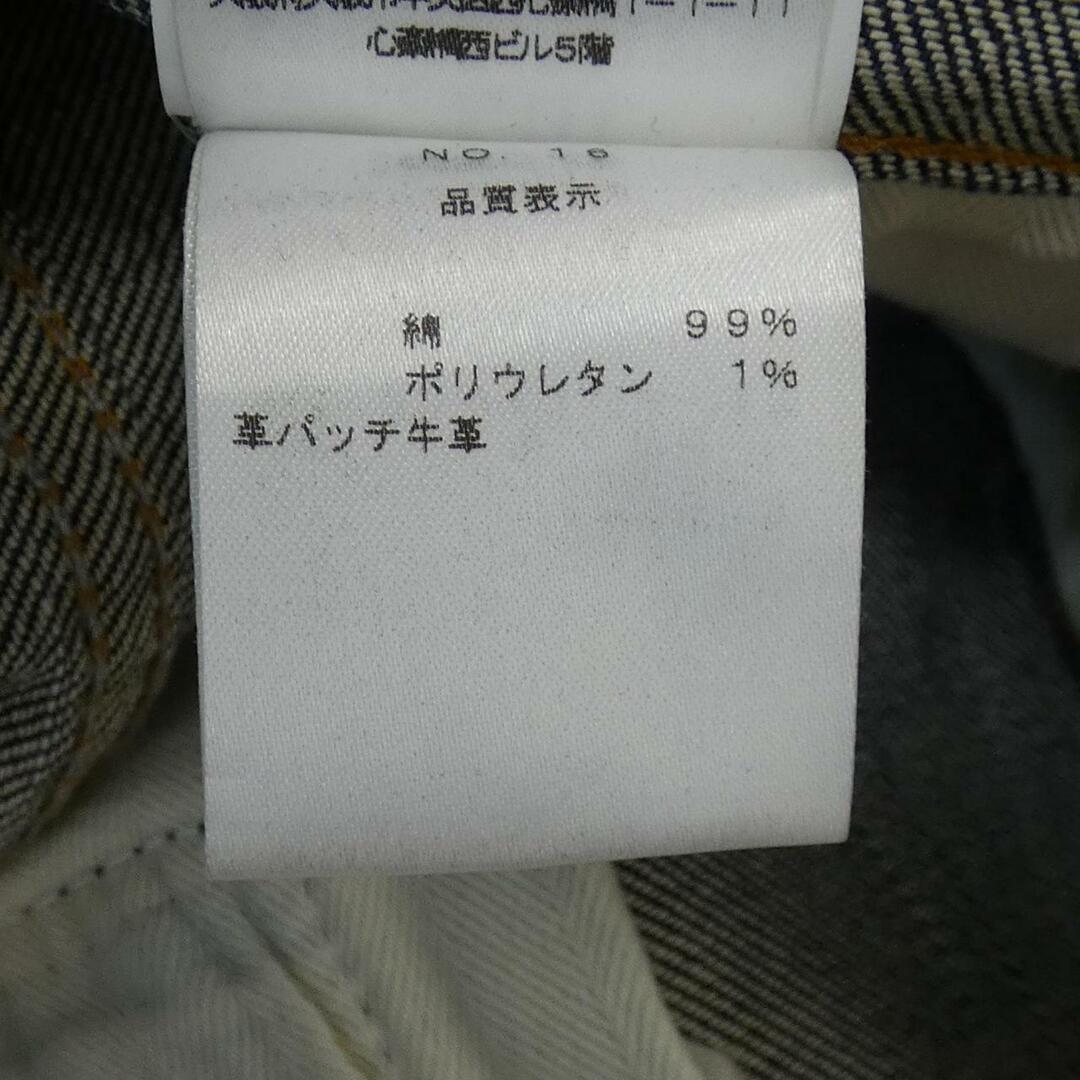 心斎橋西ビル5階
NO. 16
品質表示
綿 99%
ポリウレタン 1%
革パッチ牛革